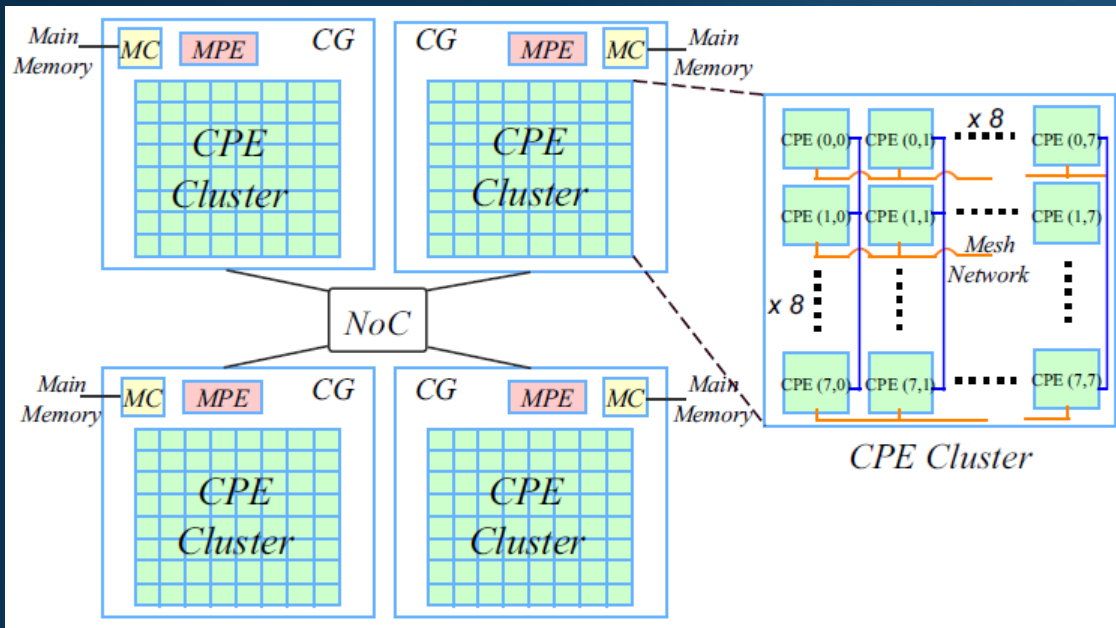 Main
Memory
MC
MPE
CG
CPE
Cluster
CG
MPE
MC
Main
Memory
CPE
Cluster
NoC
Main
Memory
MC
MPE
CG
CPE
Cluster
CG
MPE
MC
Main
Memory
CPE
Cluster
x 8
CPE (0,0)
CPE (0,1)
CPE (0,7)
CPE (1,0)
CPE (1,1)
CPE (1,7)
Mesh
Network
x 8
CPE (7,0)
CPE (7,1)
CPE (7,7)
CPE Cluster